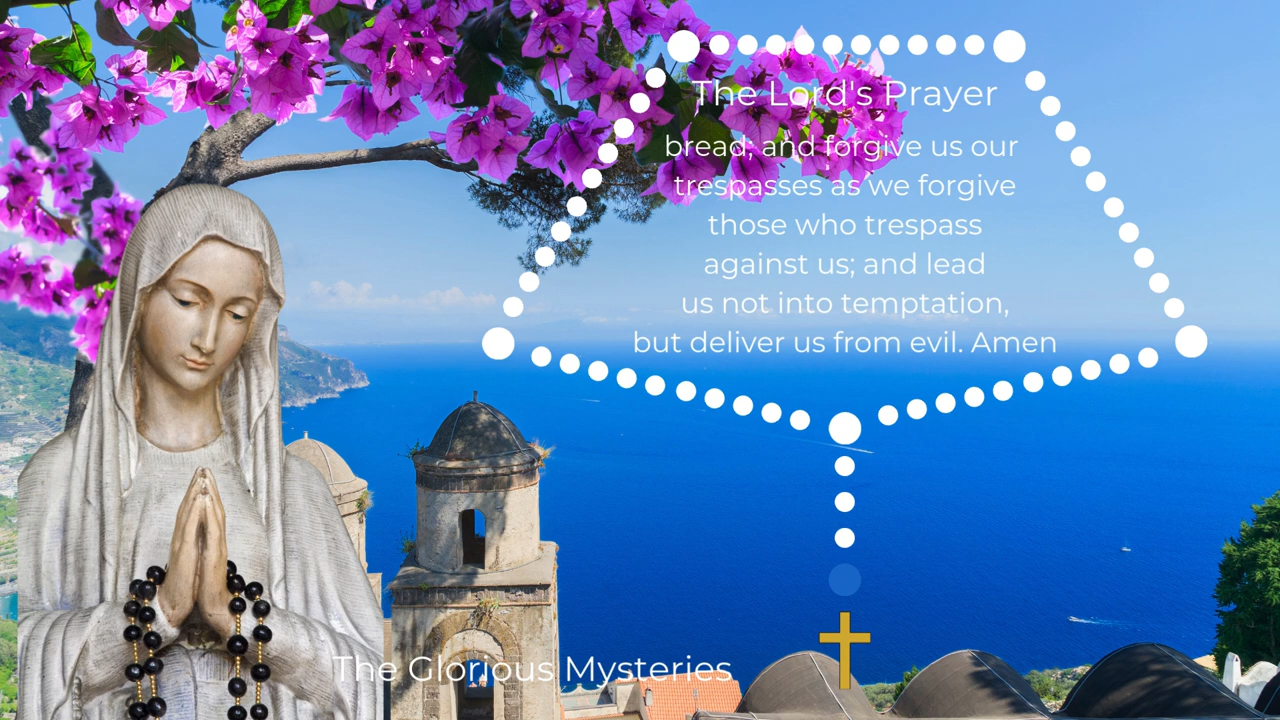 The Lord's Prayer
bread; and forgive us our
trespasses as we forgive
those who trespass
against us; and lead
us not into temptation,
but deliver us from evil. Amen
The Glorious Mysteries